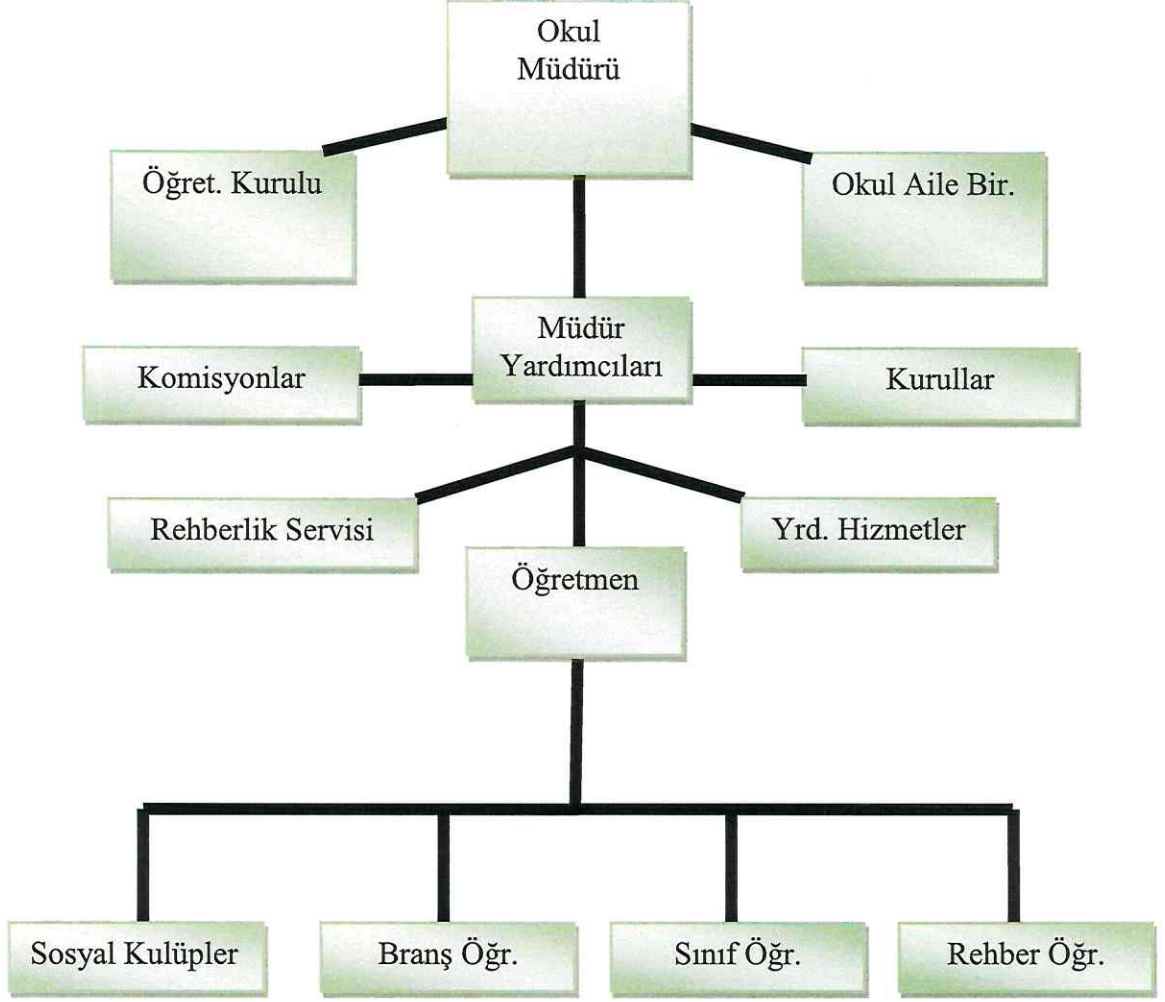 Okul
Müdürü
Öğret. Kurulu
Okul Aile Bir.
Müdür
Yardımcıları
Komisyonlar
Kurullar
Rehberlik Servisi
Yrd. Hizmetler
Öğretmen
Sosyal Kulüpler
Branş Öğr.
Sınıf Öğr.
Rehber Öğr.